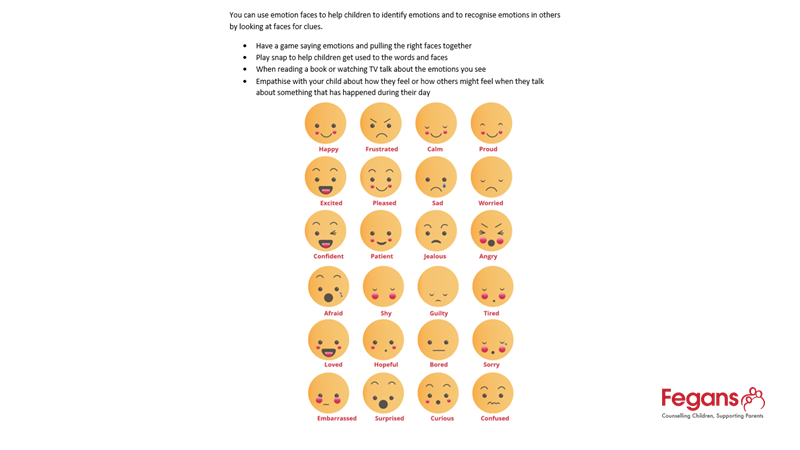 You can use emotion faces to help children to identify emotions and to recognise emotions in others
by looking at faces for clues.
• Have a game saying emotions and pulling the right faces together
• Play snap to help children get used to the words and faces
• When reading a book or watching TV talk about the emotions you see
• Empathise with your child about how they feel or how others might feel when they talk
about something that has happened during their day
Happy Frustrated Calm Proud
Excited Pleased Sad Worried
Confident Patient Jealous Angry
Afraid Shy Guilty Tired
Loved Hopeful Bored Sorry
Embarrassed Surprised Curious Confused
Fegans
Counselling Children, Supporting Parents